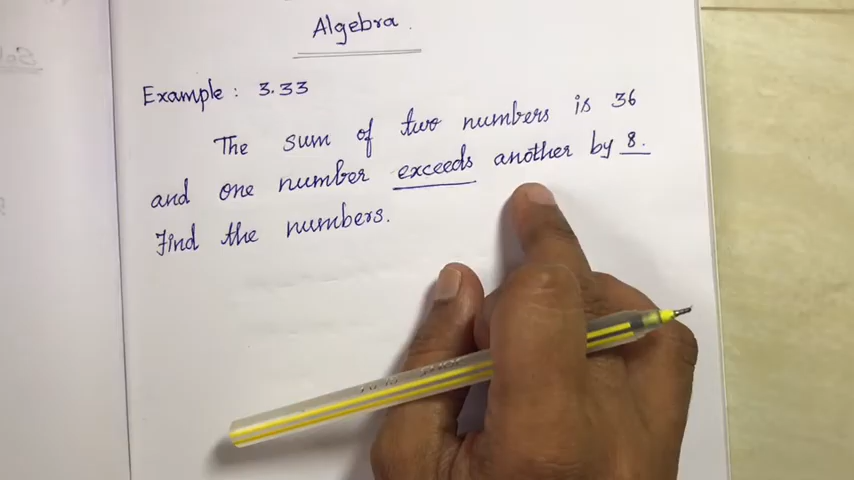 Algebra.
Example : 3.33
The sum of two numbers is 36
and one number exceeds another by 8.
Find the numbers.